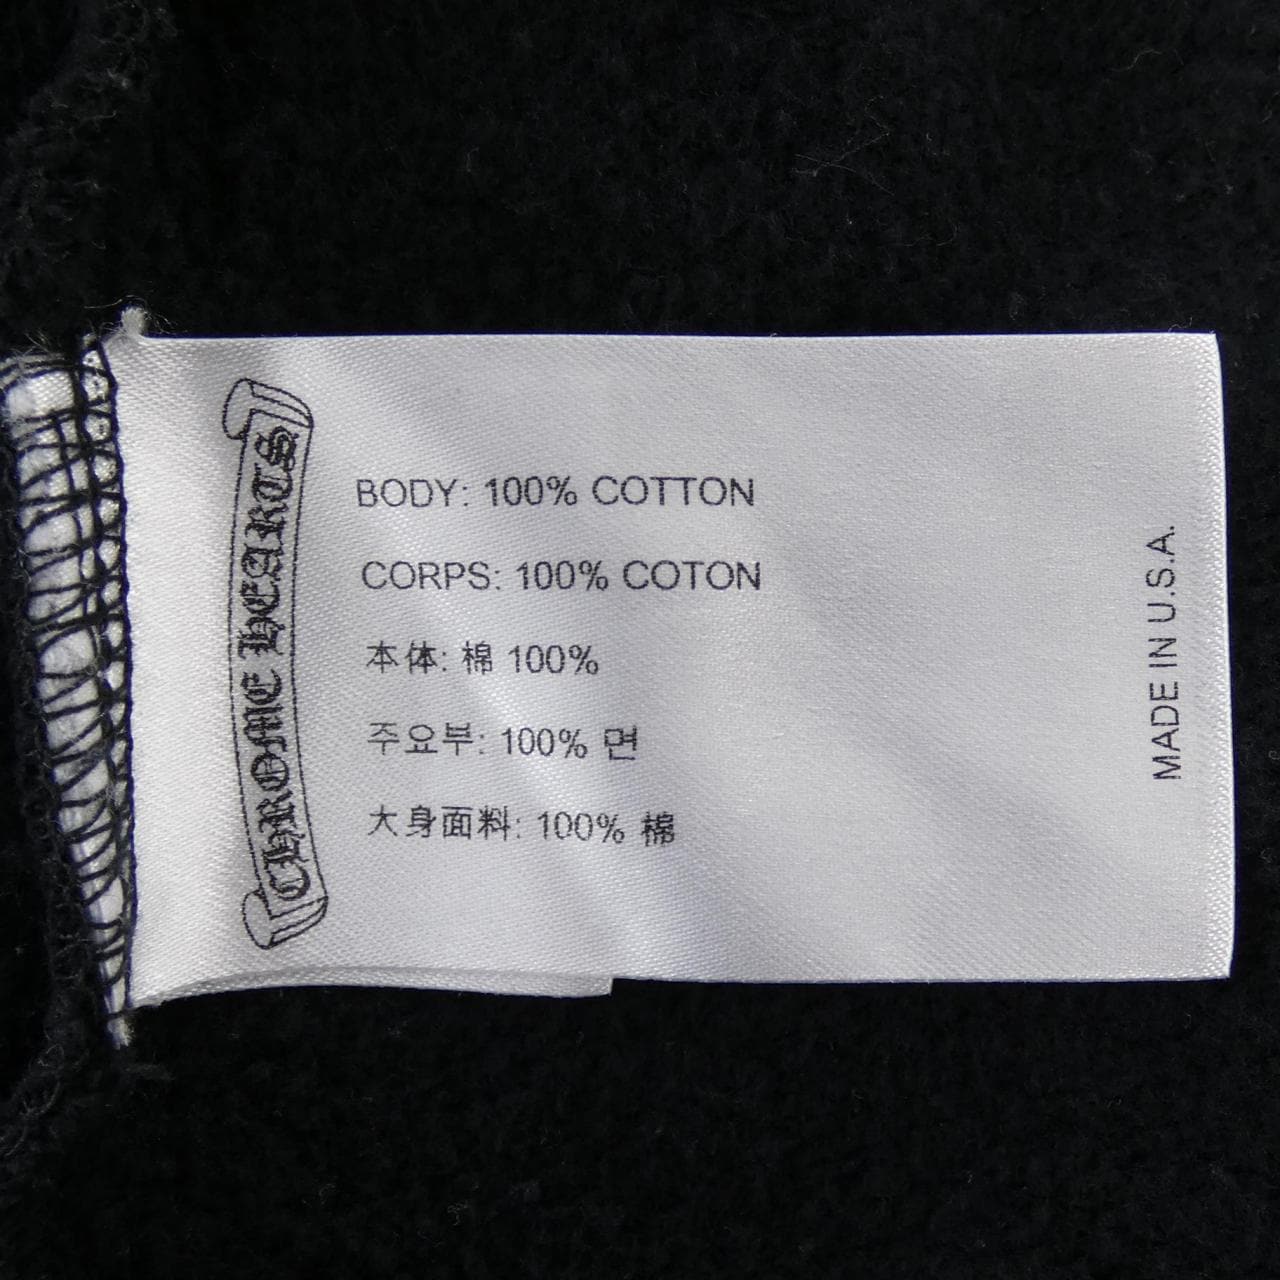 CHROME HEARTS
BODY: 100% COTTON
CORPS: 100% COTON
本体: 棉 100%
주요부: 100% 면
大身面料: 100% 棉
MADE IN U.S.A.